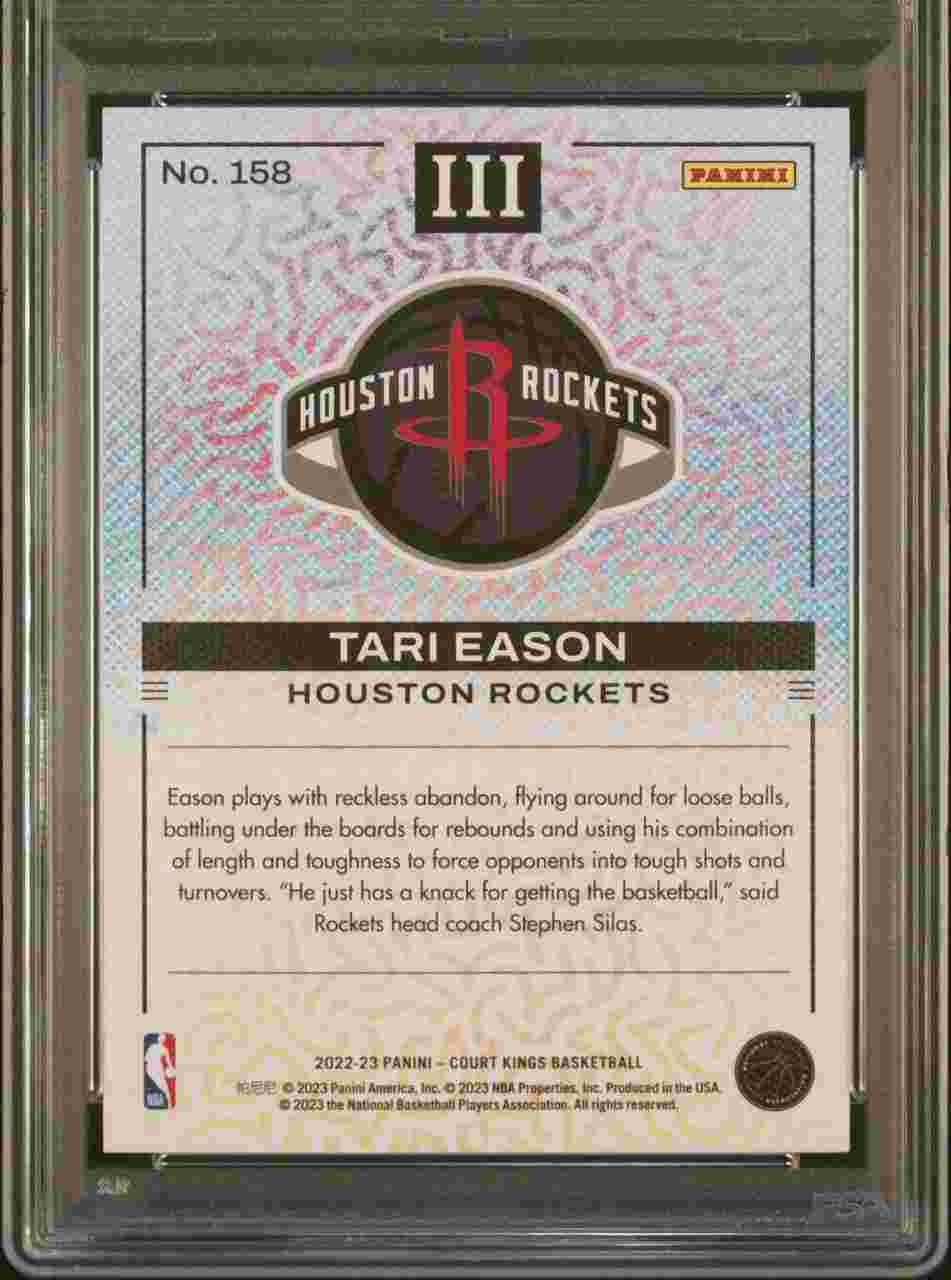 No. 158
III
PANINI
HOUSTON ROCKETS
TARI EASON
HOUSTON ROCKETS
Eason plays with reckless abandon, flying around for loose balls,
battling under the boards for rebounds and using his combination
of length and toughness to force opponents into tough shots and
turnovers. “He just has a knack for getting the basketball,” said
Rockets head coach Stephen Silas.
2022-23 PANINI – COURT KINGS BASKETBALL
帕尼尼 © 2023 Panini America, Inc. © 2023 NBA Properties, Inc. Produced in the USA.
© 2023 the National Basketball Players Association. All rights reserved.
NBA
PSA